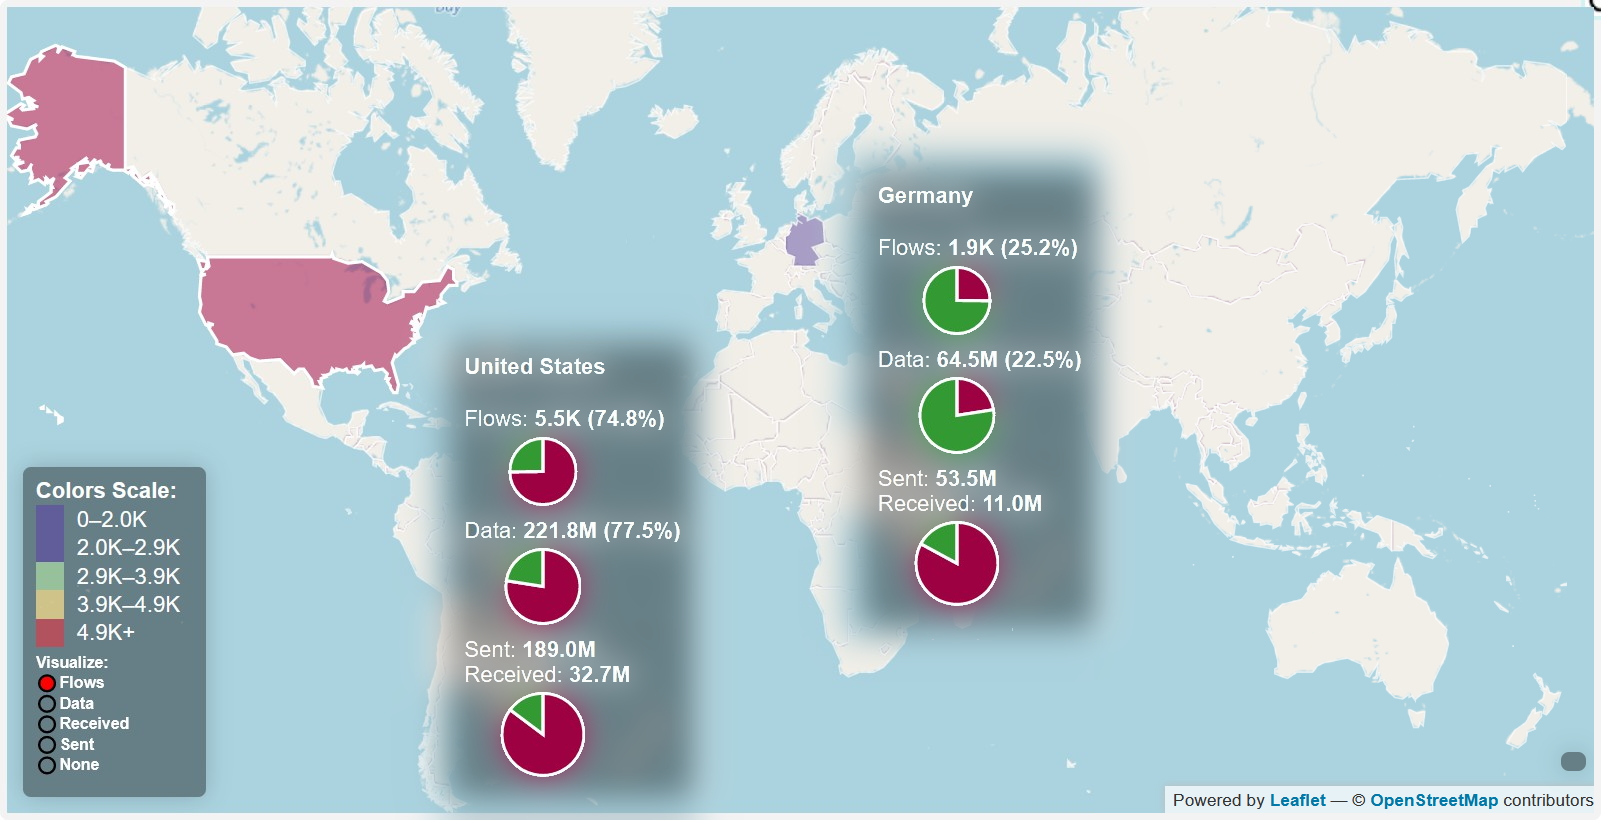 Bay
Germany
Flows: 1.9K (25.2%)
Data: 64.5M (22.5%)
Sent: 53.5M
Received: 11.0M
United States
Flows: 5.5K (74.8%)
Data: 221.8M (77.5%)
Sent: 189.0M
Received: 32.7M
Colors Scale:
0–2.0K
2.0K–2.9K
2.9K–3.9K
3.9K–4.9K
4.9K+
Visualize:
Flows
Data
Received
Sent
None
Powered by Leaflet — © OpenStreetMap contributors